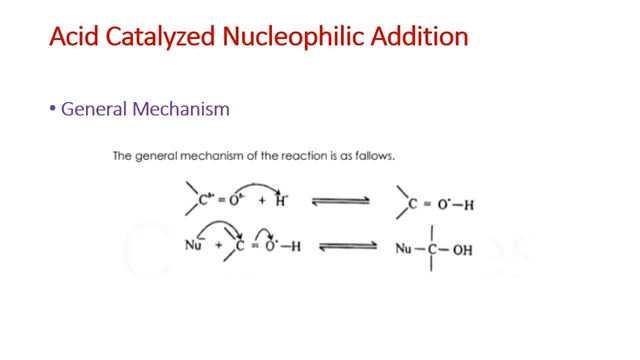 Acid Catalyzed Nucleophilic Addition
• General Mechanism
The general mechanism of the reaction is as fallows.
C = O + H⁺ ⇌ C = O⁺–H
Nu⁻ + C = O⁺–H ⇌ Nu – C – OH